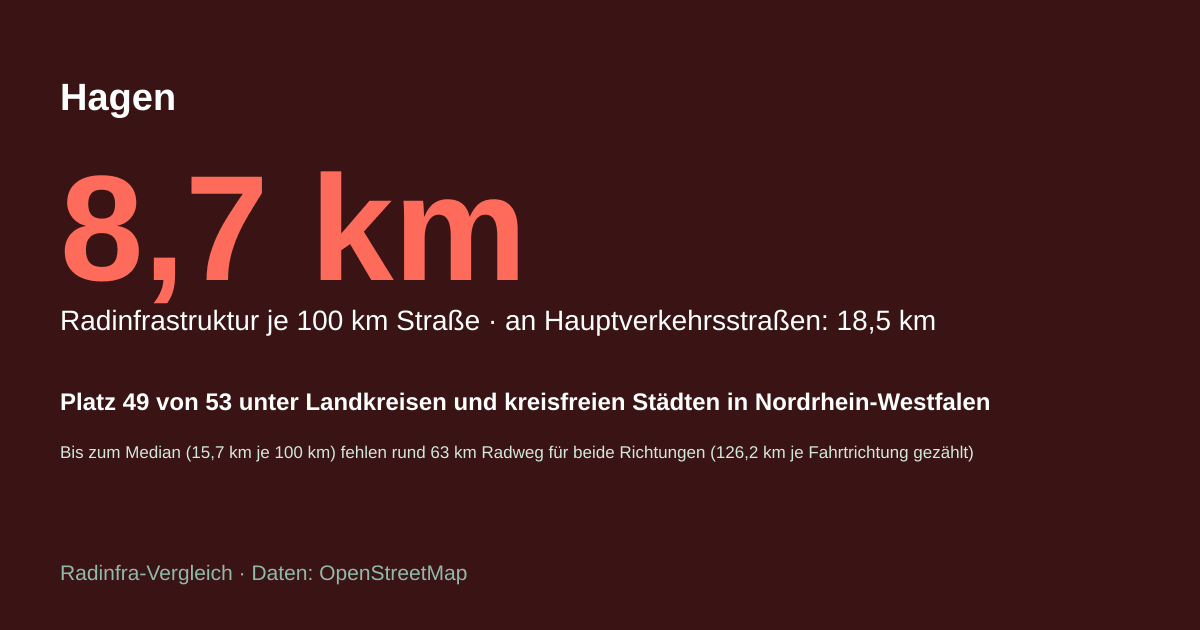 Hagen
8,7 km
Radinfrastruktur je 100 km Straße · an Hauptverkehrsstraßen: 18,5 km
Platz 49 von 53 unter Landkreisen und kreisfreien Städten in Nordrhein-Westfalen
Bis zum Median (15,7 km je 100 km) fehlen rund 63 km Radweg für beide Richtungen (126,2 km je Fahrtrichtung gezählt)
Radinfra-Vergleich · Daten: OpenStreetMap